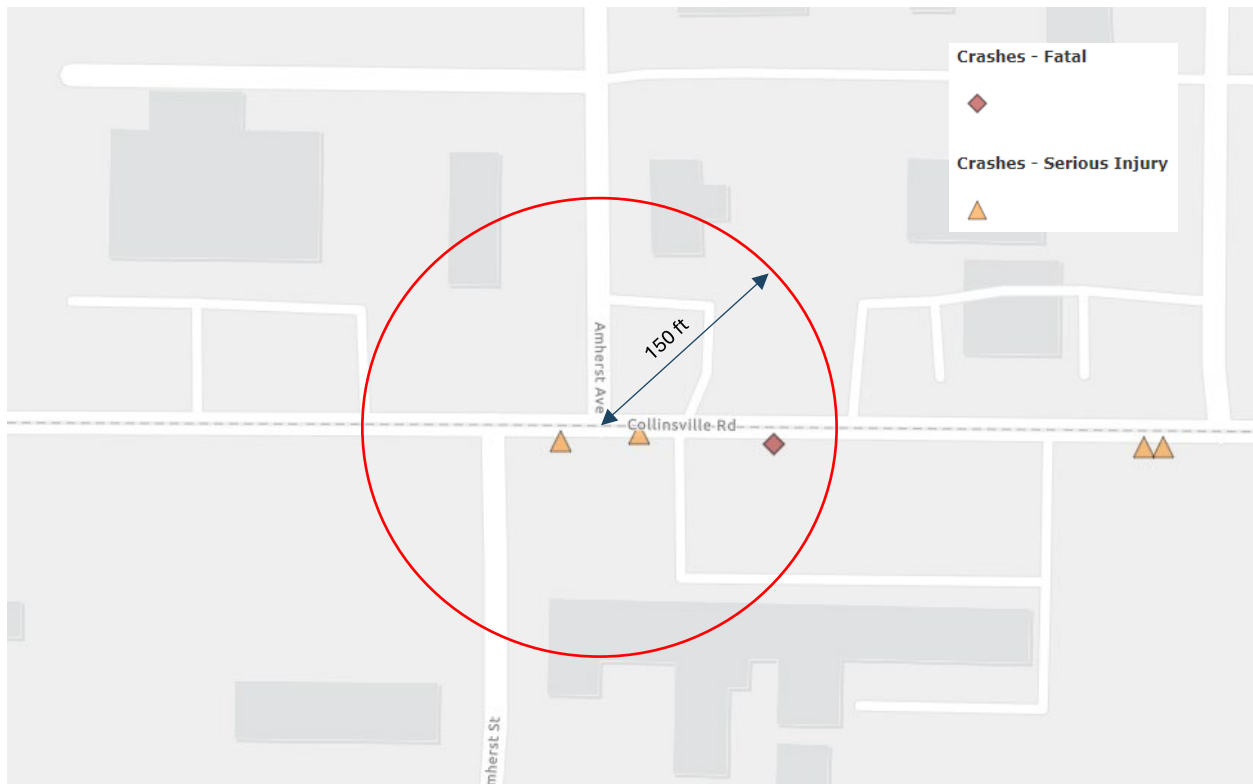 Crashes - Fatal
Crashes - Serious Injury
150 ft
Amherst Ave
Collinsville Rd
mherst St